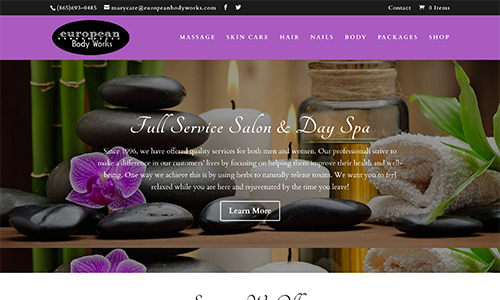 (865)693-0485 marycate@europeanbodyworks.com Contact 0 Items
european
Body Works
MASSAGE SKIN CARE HAIR NAILS BODY PACKAGES SHOP
Full Service Salon & Day Spa
Since 1996, we have offered quality services for both men and women. Our professionals strive to
make a difference in our customers' lives by focusing on helping them improve their health and well-
being. One way we achieve this is by using herbs to naturally release toxins. We want you to feel
relaxed while you are here and rejuvenated by the time you leave!
Learn More